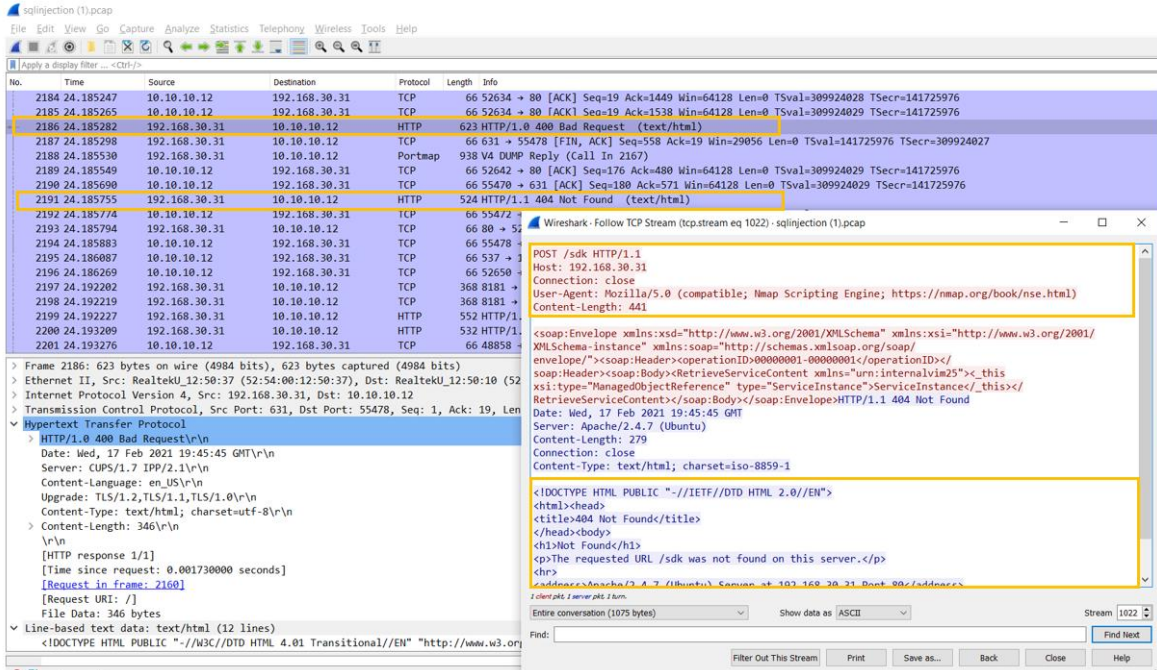 sqlinjection (1).pcap
File Edit View Go Capture Analyze Statistics Telephony Wireless Tools Help
Apply a display filter ... <Ctrl-/>
No. Time Source Destination Protocol Length Info
2184 24.185247 10.10.10.12 192.168.30.31 TCP 66 52634 → 80 [ACK] Seq=19 Ack=1449 Win=64128 Len=0 TSval=309924028 TSecr=141725976
2185 24.185265 10.10.10.12 192.168.30.31 TCP 66 52634 → 80 [ACK] Seq=19 Ack=1538 Win=64128 Len=0 TSval=309924029 TSecr=141725976
2186 24.185282 192.168.30.31 10.10.10.12 HTTP 623 HTTP/1.0 400 Bad Request (text/html)
2187 24.185298 192.168.30.31 10.10.10.12 TCP 66 631 → 55478 [FIN, ACK] Seq=558 Ack=19 Win=29056 Len=0 TSval=141725976 TSecr=309924027
2188 24.185530 192.168.30.31 10.10.10.12 Portmap 938 V4 DUMP Reply (Call In 2167)
2189 24.185549 10.10.10.12 192.168.30.31 TCP 66 52642 → 80 [ACK] Seq=176 Ack=480 Win=64128 Len=0 TSval=309924029 TSecr=141725976
2190 24.185690 10.10.10.12 192.168.30.31 TCP 66 55470 → 631 [ACK] Seq=180 Ack=571 Win=64128 Len=0 TSval=309924029 TSecr=141725976
2191 24.185755 192.168.30.31 10.10.10.12 HTTP 524 HTTP/1.1 404 Not Found (text/html)
2192 24.185774 10.10.10.12 192.168.30.31 TCP 66 55472
2193 24.185794 192.168.30.31 10.10.10.12 TCP 66 80 → 52
2194 24.185883 10.10.10.12 192.168.30.31 TCP 66 55478
2195 24.186087 192.168.30.31 10.10.10.12 TCP 66 537 → 1
2196 24.186269 10.10.10.12 192.168.30.31 TCP 66 52650
2197 24.192202 192.168.30.31 10.10.10.12 TCP 368 8181 →
2198 24.192219 192.168.30.31 10.10.10.12 TCP 368 8181 →
2199 24.192227 192.168.30.31 10.10.10.12 HTTP 552 HTTP/1.
2200 24.193209 192.168.30.31 10.10.10.12 HTTP 532 HTTP/1.
2201 24.193276 10.10.10.12 192.168.30.31 TCP 66 48858
> Frame 2186: 623 bytes on wire (4984 bits), 623 bytes captured (4984 bits)
> Ethernet II, Src: RealtekU_12:50:37 (52:54:00:12:50:37), Dst: RealtekU_12:50:10 (52
> Internet Protocol Version 4, Src: 192.168.30.31, Dst: 10.10.10.12
> Transmission Control Protocol, Src Port: 631, Dst Port: 55478, Seq: 1, Ack: 19, Len
Hypertext Transfer Protocol
> HTTP/1.0 400 Bad Request\r\n
Date: Wed, 17 Feb 2021 19:45:45 GMT\r\n
Server: CUPS/1.7 IPP/2.1\r\n
Content-Language: en_US\r\n
Upgrade: TLS/1.2,TLS/1.1,TLS/1.0\r\n
Content-Type: text/html; charset=utf-8\r\n
> Content-Length: 346\r\n
\r\n
[HTTP response 1/1]
[Time since request: 0.001730000 seconds]
[Request in frame: 2160]
[Request URI: /]
File Data: 346 bytes
Line-based text data: text/html (12 lines)
<!DOCTYPE HTML PUBLIC "-//W3C//DTD HTML 4.01 Transitional//EN" "http://www.w3.or
Wireshark · Follow TCP Stream (tcp.stream eq 1022) · sqlinjection (1).pcap
POST /sdk HTTP/1.1
Host: 192.168.30.31
Connection: close
User-Agent: Mozilla/5.0 (compatible; Nmap Scripting Engine; https://nmap.org/book/nse.html)
Content-Length: 441
<soap:Envelope xmlns:xsd="http://www.w3.org/2001/XMLSchema" xmlns:xsi="http://www.w3.org/2001/
XMLSchema-instance" xmlns:soap="http://schemas.xmlsoap.org/soap/
envelope/"><soap:Header><operationID>00000001-00000001</operationID></
soap:Header><soap:Body><RetrieveServiceContent xmlns="urn:internalvim25"><_this
xsi:type="ManagedObjectReference" type="ServiceInstance">ServiceInstance</_this></
RetrieveServiceContent></soap:Body></soap:Envelope>HTTP/1.1 404 Not Found
Date: Wed, 17 Feb 2021 19:45:45 GMT
Server: Apache/2.4.7 (Ubuntu)
Content-Length: 279
Connection: close
Content-Type: text/html; charset=iso-8859-1
<!DOCTYPE HTML PUBLIC "-//IETF//DTD HTML 2.0//EN">
<html><head>
<title>404 Not Found</title>
</head><body>
<h1>Not Found</h1>
<p>The requested URL /sdk was not found on this server.</p>
<hr>
<address>Apache/2.4.7 (Ubuntu) Server at 192.168.30.31 Port 80</address>
1 client pkt, 1 server pkt, 1 turn.
Entire conversation (1075 bytes) Show data as ASCII Stream 1022
Find: Find Next
Filter Out This Stream Print Save as... Back Close Help